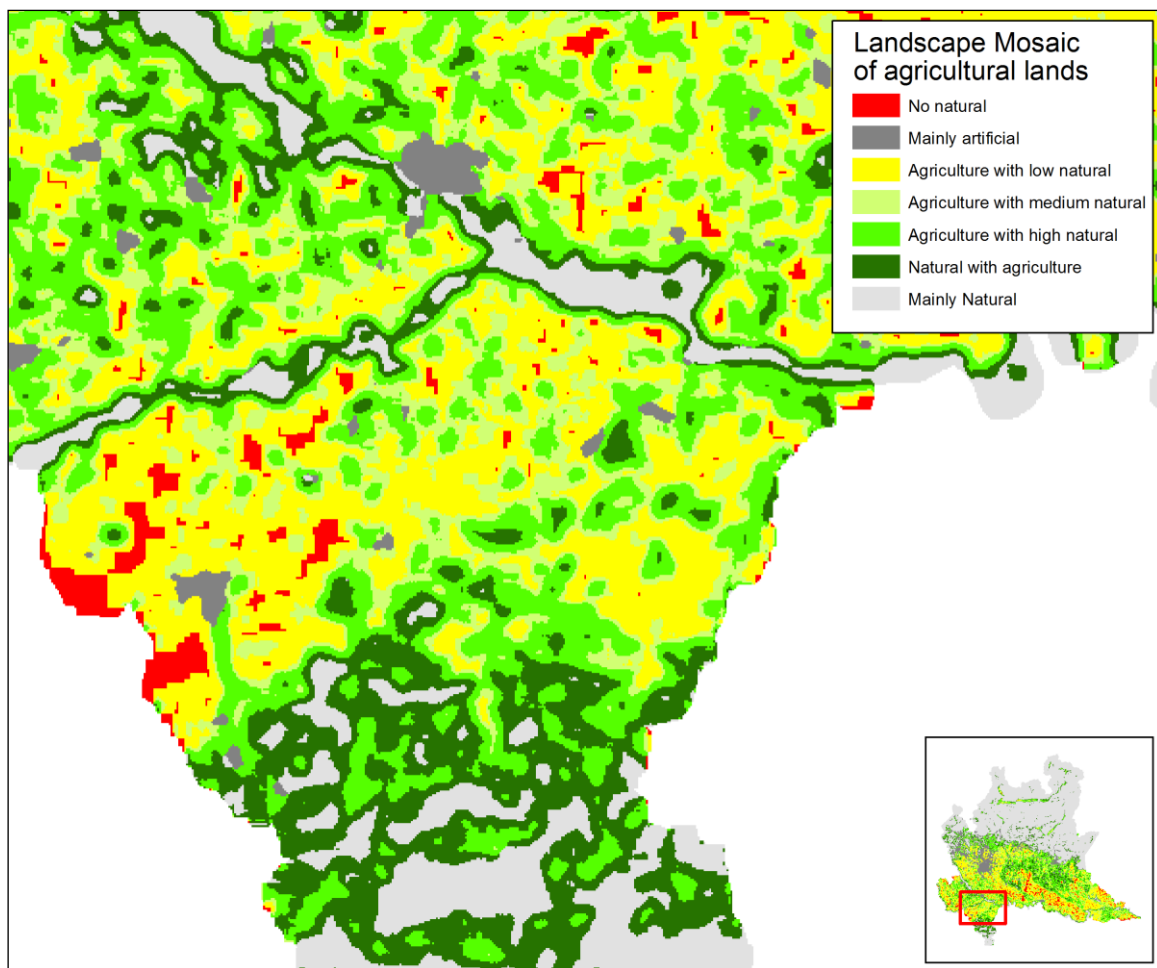 Landscape Mosaic
of agricultural lands
No natural
Mainly artificial
Agriculture with low natural
Agriculture with medium natural
Agriculture with high natural
Natural with agriculture
Mainly Natural